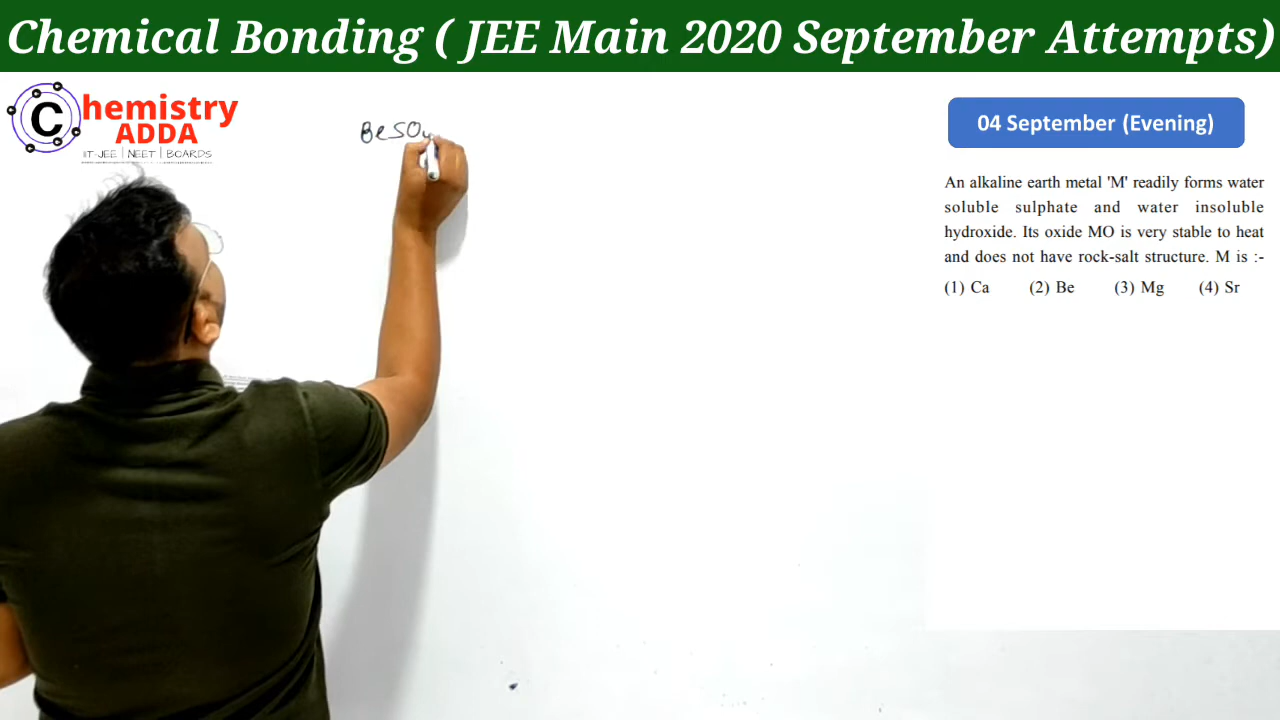 Chemical Bonding ( JEE Main 2020 September Attempts)
Chemistry
ADDA
IIT-JEE | NEET | BOARDS
BeSO4
04 September (Evening)
An alkaline earth metal 'M' readily forms water
soluble sulphate and water insoluble
hydroxide. Its oxide MO is very stable to heat
and does not have rock-salt structure. M is :-
(1) Ca (2) Be (3) Mg (4) Sr